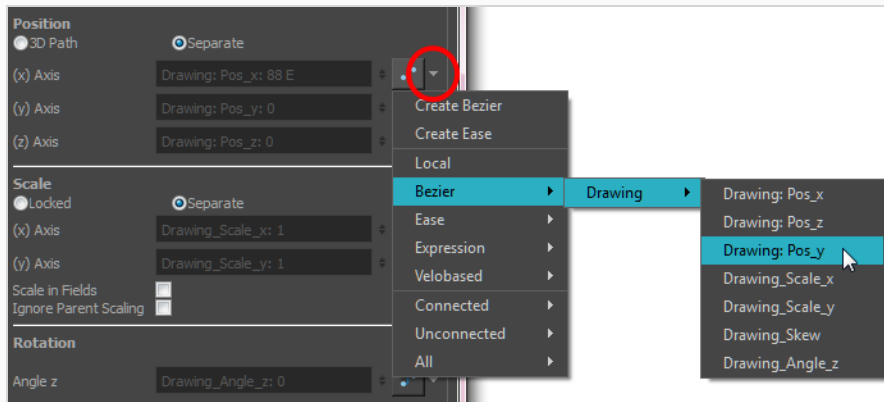 Position
3D Path Separate
(x) Axis Drawing: Pos_x: 88 E
(y) Axis Drawing: Pos_y: 0
(z) Axis Drawing: Pos_z: 0
Scale
Locked Separate
(x) Axis Drawing_Scale_x: 1
(y) Axis Drawing_Scale_y: 1
Scale in Fields
Ignore Parent Scaling
Rotation
Angle z Drawing_Angle_z: 0
Create Bezier
Create Ease
Local
Bezier
Ease
Expression
Velobased
Connected
Unconnected
All
Drawing
Drawing: Pos_x
Drawing: Pos_z
Drawing: Pos_y
Drawing_Scale_x
Drawing_Scale_y
Drawing_Skew
Drawing_Angle_z